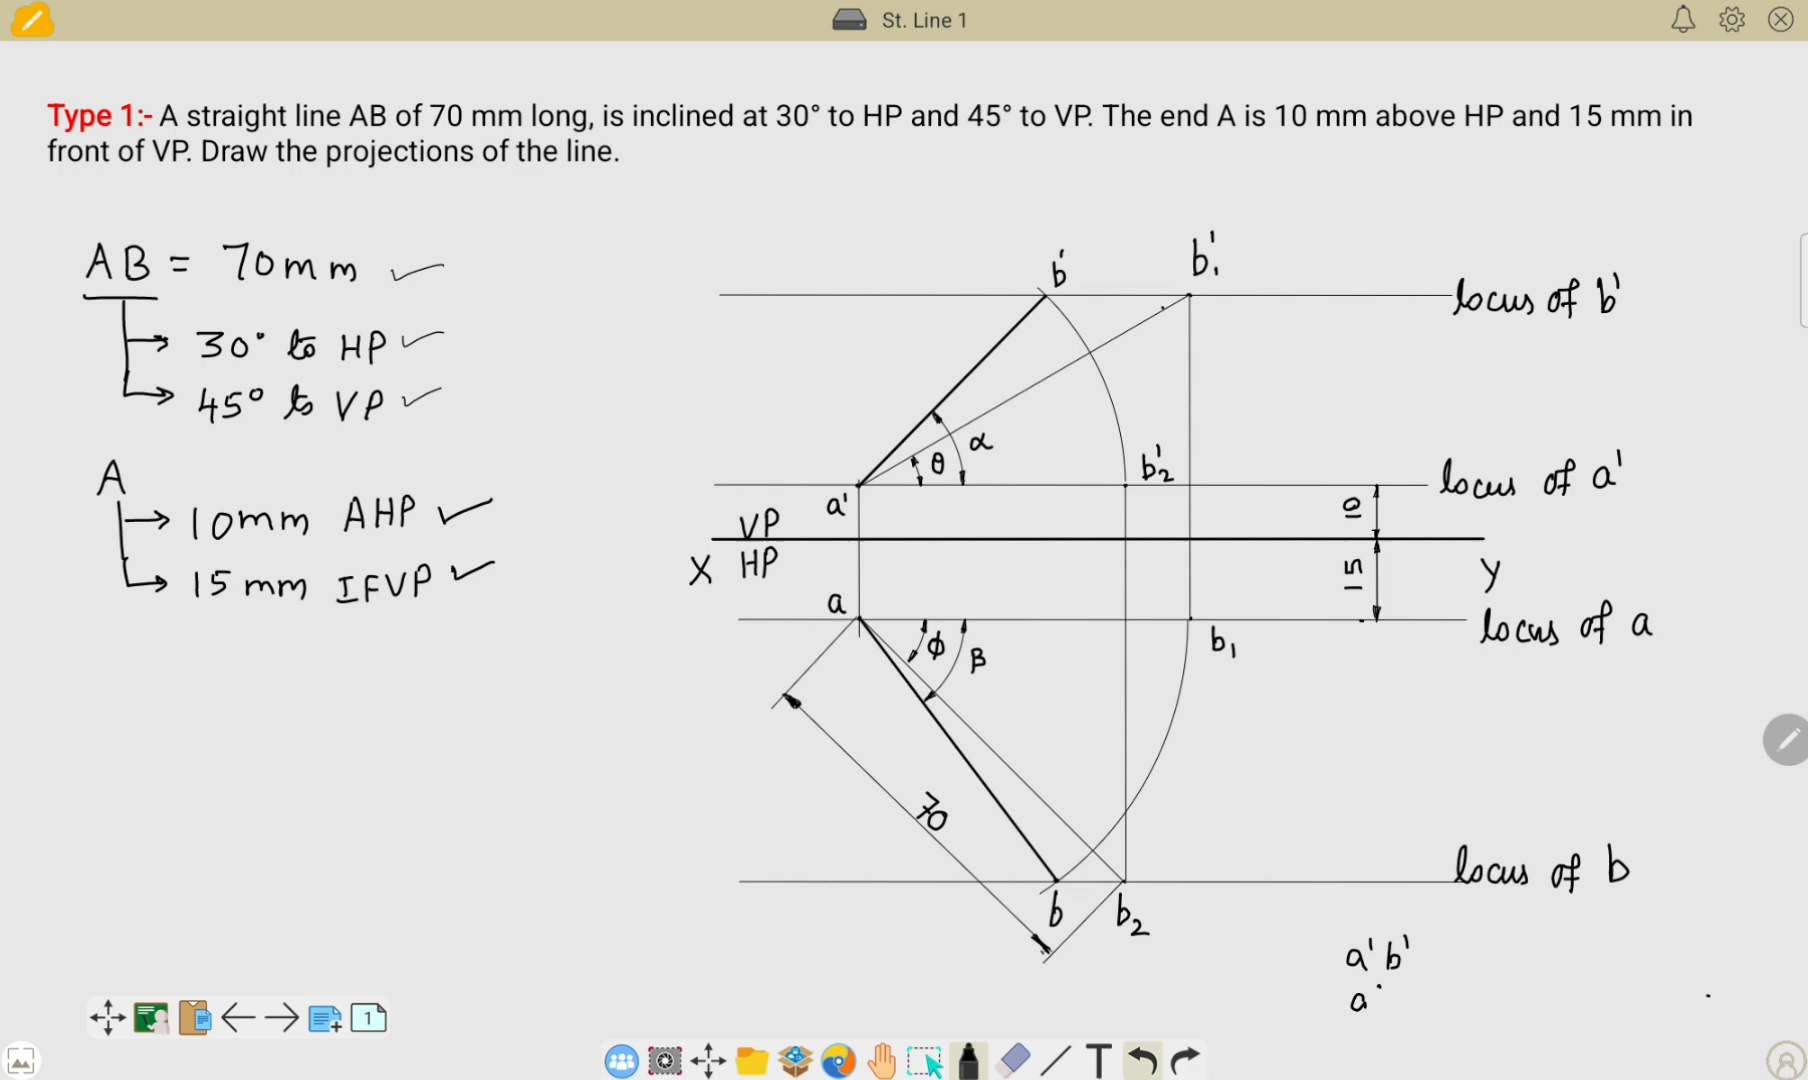 St. Line 1
Type 1:- A straight line AB of 70 mm long, is inclined at 30° to HP and 45° to VP. The end A is 10 mm above HP and 15 mm in
front of VP. Draw the projections of the line.
AB = 70mm
30° to HP
45° to VP
A
10mm AHP
15mm IFVP
b'
b'₁
locus of b'
α
θ
b'₂
locus of a'
a'
10
VP
X HP
15
Y
a
locus of a
ϕ
β
b₁
70
locus of b
b
b₂
a'b'
a
1
T